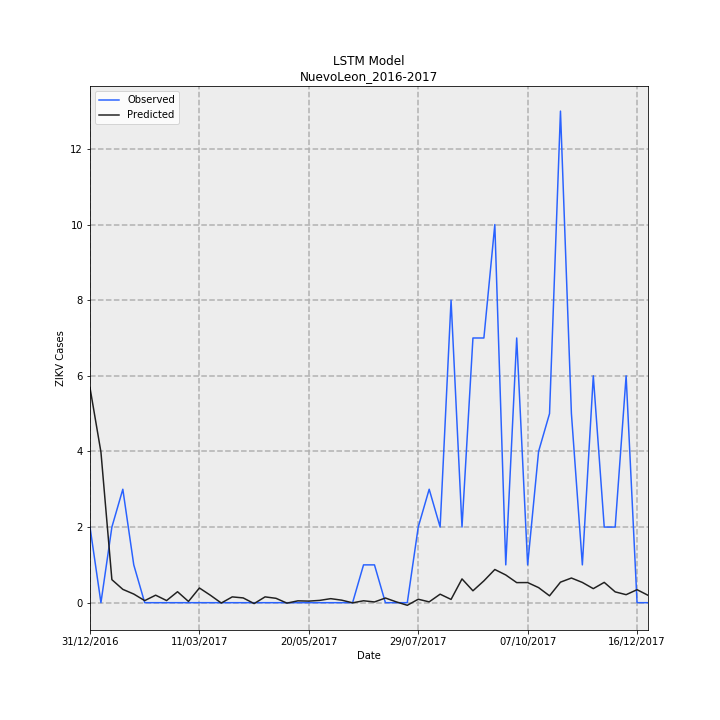 LSTM Model
NuevoLeon_2016-2017
Observed
Predicted
12
10
8
6
4
2
0
ZIKV Cases
31/12/2016
11/03/2017
20/05/2017
29/07/2017
07/10/2017
16/12/2017
Date